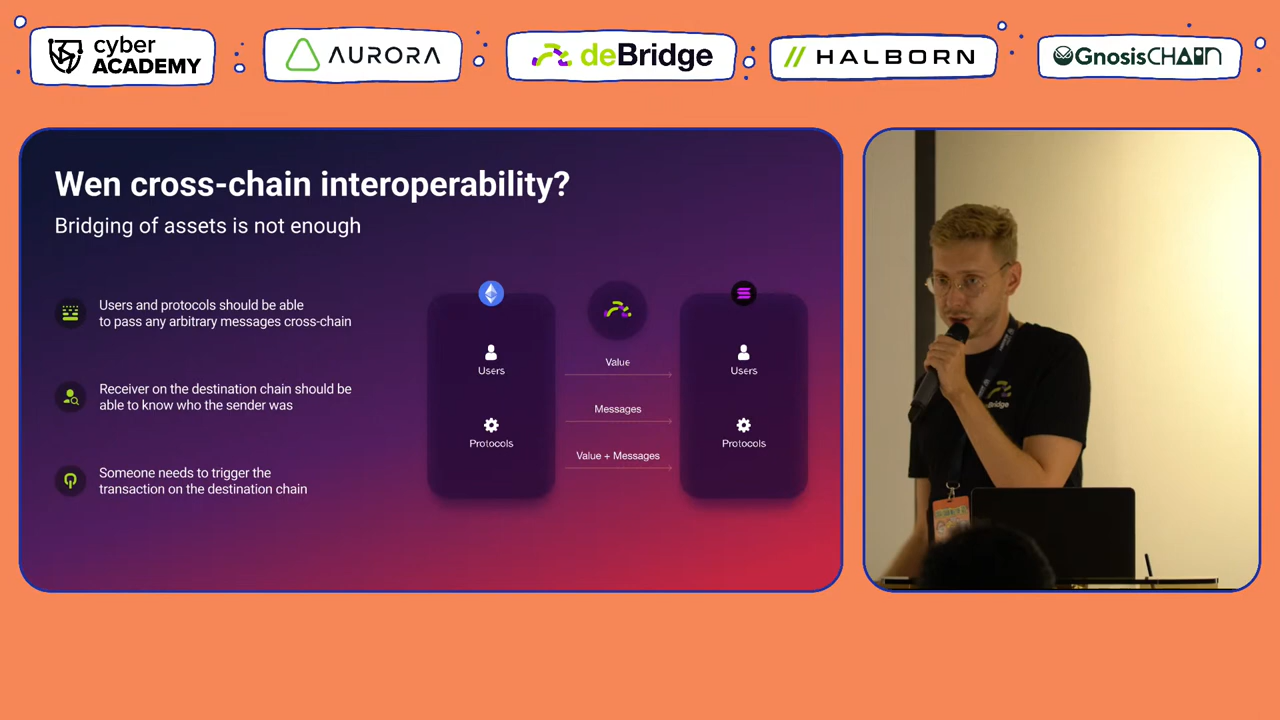 cyber
ACADEMY
AURORA
deBridge
HALBORN
GnosisCHAIN
Wen cross-chain interoperability?
Bridging of assets is not enough
Users and protocols should be able
to pass any arbitrary messages cross-chain
Receiver on the destination chain should be
able to know who the sender was
Someone needs to trigger the
transaction on the destination chain
Users
Protocols
Value
Messages
Value + Messages
Users
Protocols